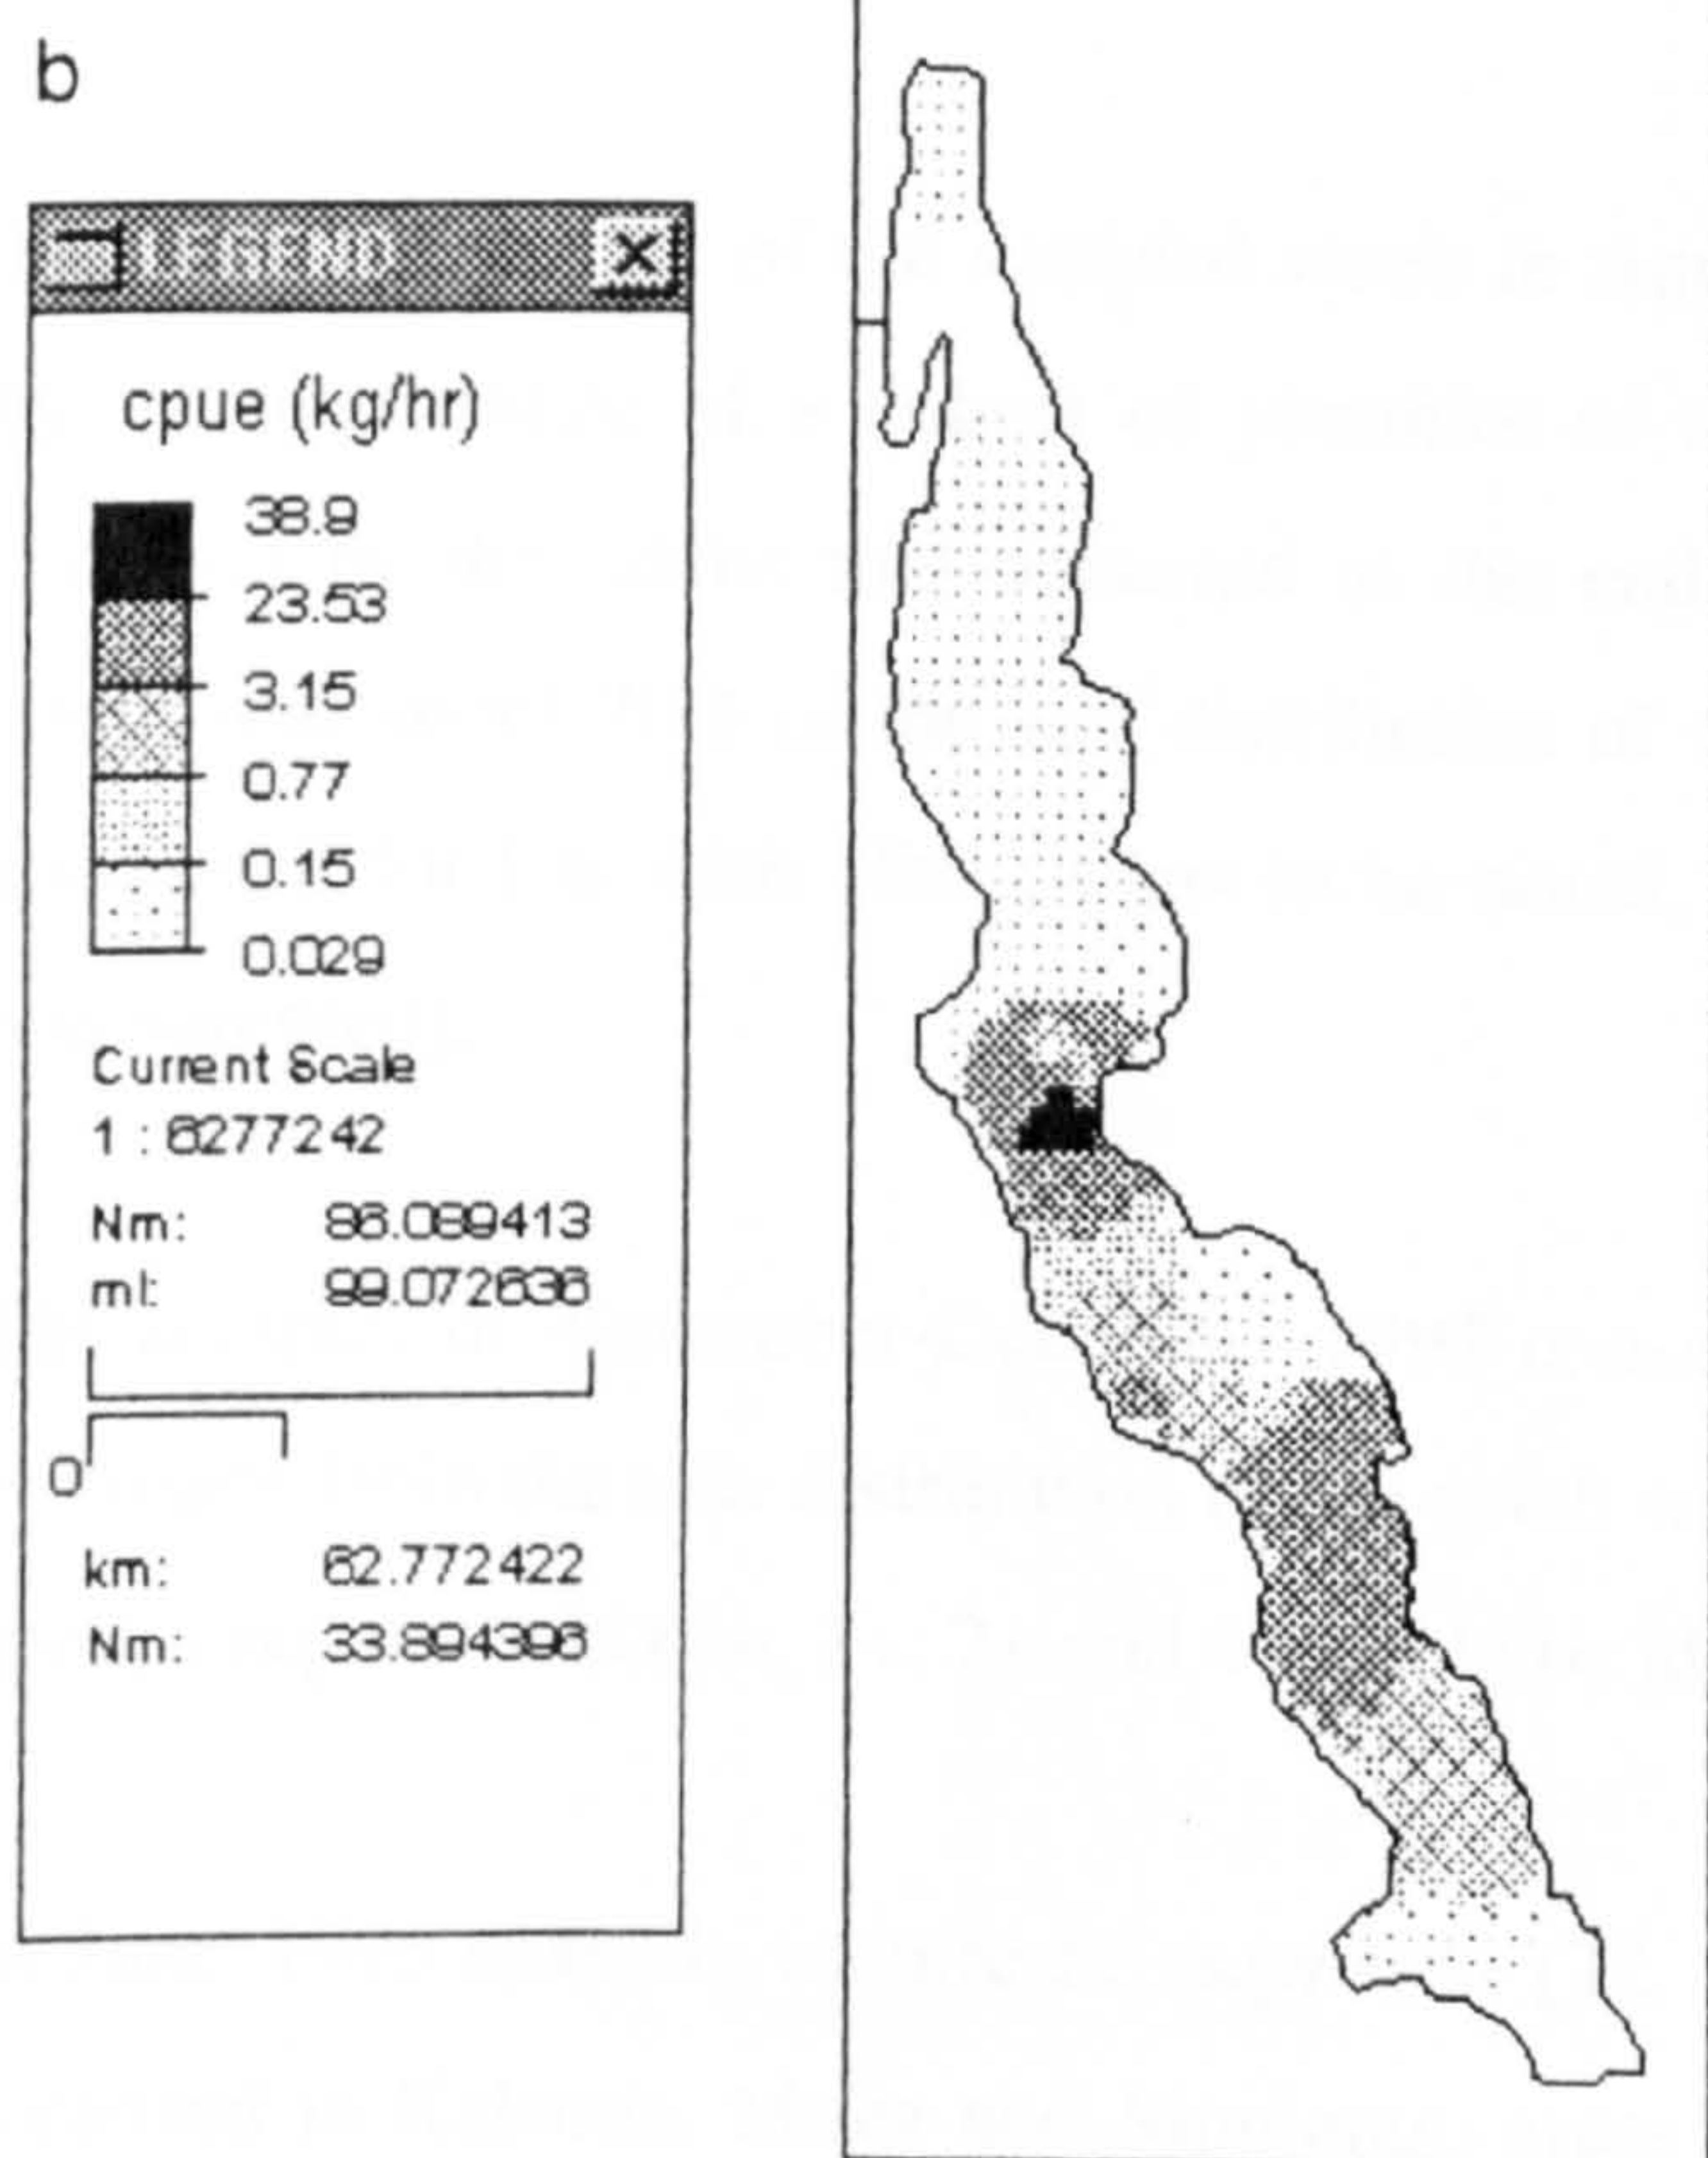 b
LEGEND
cpue (kg/hr)
38.9
23.53
3.15
0.77
0.15
0.029
Current Scale
1 : 6277242
Nm: 86.089413
ml: 99.072636
0
km: 62.772422
Nm: 33.894396